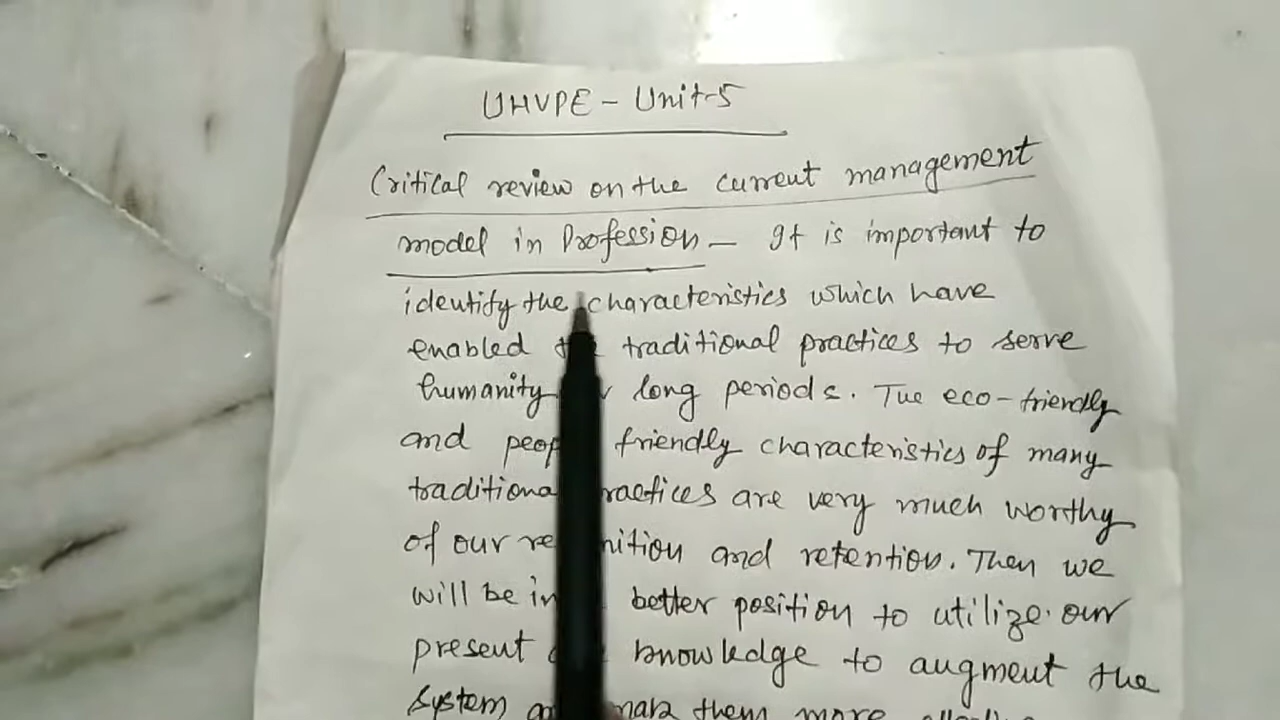 UHVPE - Unit-5
Critical review on the current management
model in Profession - It is important to
identify the characteristics which have
enabled traditional practices to serve
humanity long periods. The eco-friendly
and friendly characteristics of many
traditional practices are very much worthy
of our and retention. Then we
will be in better position to utilize our
present knowledge to augment the
system them more